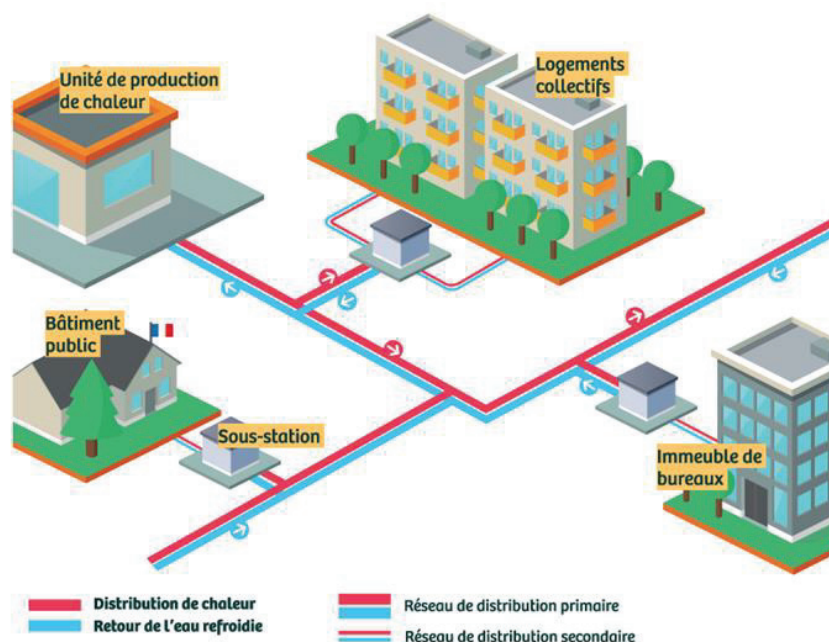 Unité de production
de chaleur
Logements
collectifs
Bâtiment
public
Sous-station
Immeuble de
bureaux
Distribution de chaleur
Retour de l'eau refroidie
Réseau de distribution primaire
Réseau de distribution secondaire